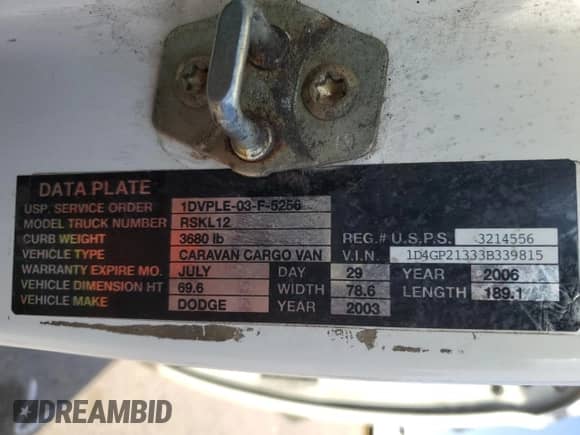 DATA PLATE
USP. SERVICE ORDER 1DVPLE-03-F-5256
MODEL TRUCK NUMBER RSKL12
CURB WEIGHT 3680 lb REG.# U.S.P.S. 3214556
VEHICLE TYPE CARAVAN CARGO VAN V.I.N. 1D4GP21333B339815
WARRANTY EXPIRE MO. JULY DAY 29 YEAR 2006
VEHICLE DIMENSION HT 69.6 WIDTH 78.6 LENGTH 189.1
VEHICLE MAKE DODGE YEAR 2003
DREAMBID